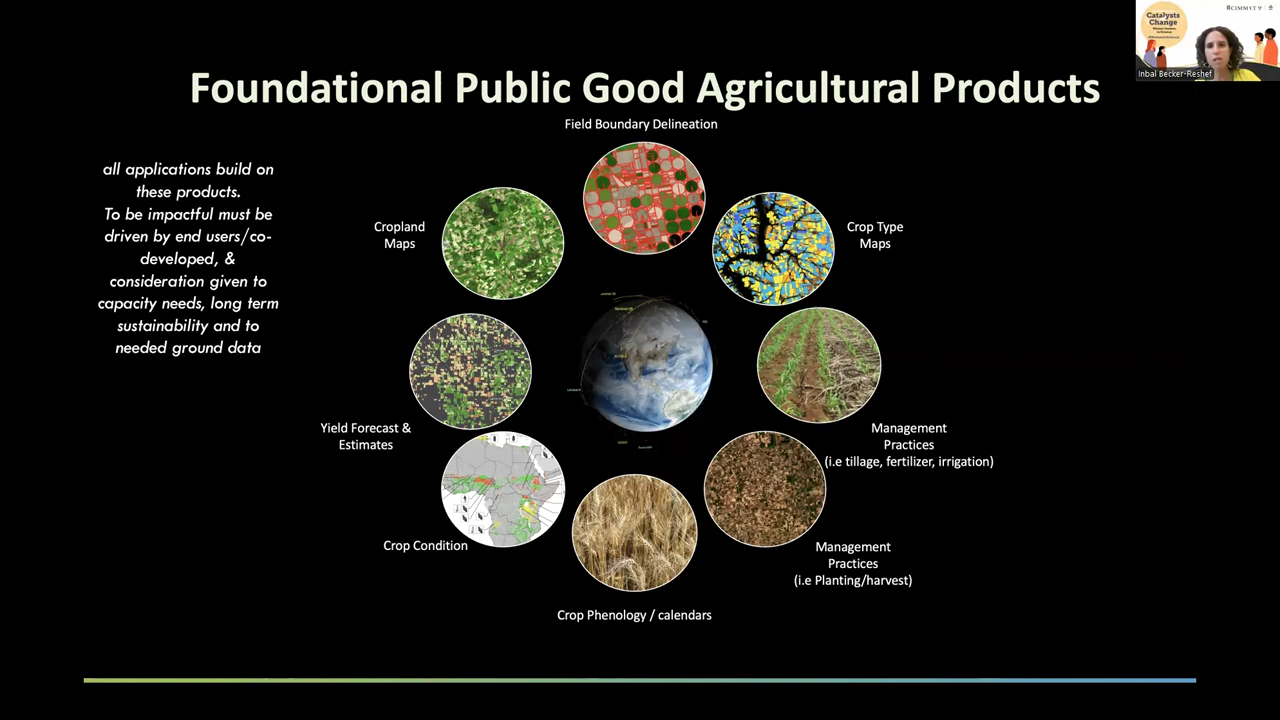 Catalysts
Change
#CIMMYT
Inbal Becker-Reshef
Foundational Public Good Agricultural Products
Field Boundary Delineation
all applications build on
these products.
To be impactful must be
driven by end users/co-
developed, &
consideration given to
capacity needs, long term
sustainability and to
needed ground data
Cropland
Maps
Crop Type
Maps
Yield Forecast &
Estimates
Management
Practices
(i.e tillage, fertilizer, irrigation)
Crop Condition
Management
Practices
(i.e Planting/harvest)
Crop Phenology / calendars